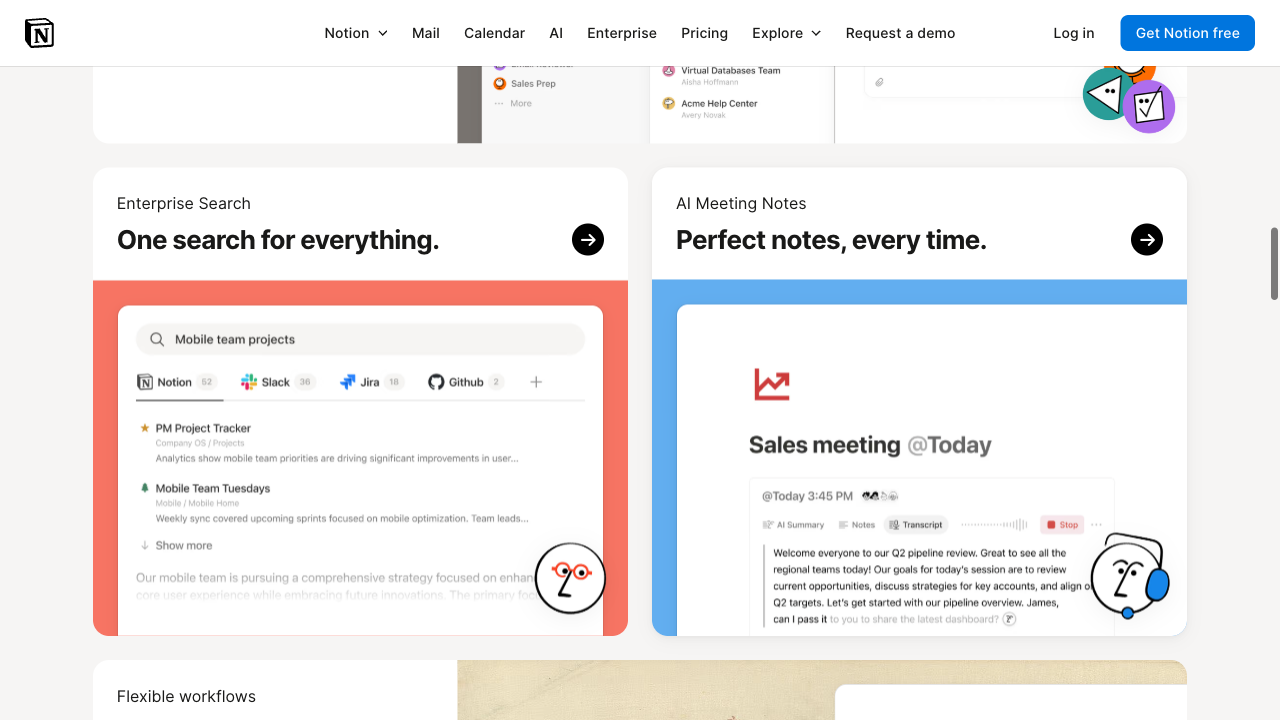 Notion
Mail
Calendar
AI
Enterprise
Pricing
Explore
Request a demo
Log in
Get Notion free
Sales Prep
More
Virtual Databases Team
Aisha Hoffmann
Acme Help Center
Avery Novak
Enterprise Search
One search for everything.
Mobile team projects
Notion 52
Slack 36
Jira 18
Github 2
PM Project Tracker
Company OS / Projects
Analytics show mobile team priorities are driving significant improvements in user...
Mobile Team Tuesdays
Mobile / Mobile Home
Weekly sync covered upcoming sprints focused on mobile optimization. Team leads...
Show more
Our mobile team is pursuing a comprehensive strategy focused on
core user experience while embracing future innovations. The primary
AI Meeting Notes
Perfect notes, every time.
Sales meeting @Today
@Today 3:45 PM
AI Summary
Notes
Transcript
Stop
Welcome everyone to our Q2 pipeline review. Great to see all the
regional teams today! Our goals for today's session are to review
current opportunities, discuss strategies for key accounts, and align
Q2 targets. Let's get started with our pipeline overview. James,
can I pass it to you to share the latest dashboard?
Flexible workflows